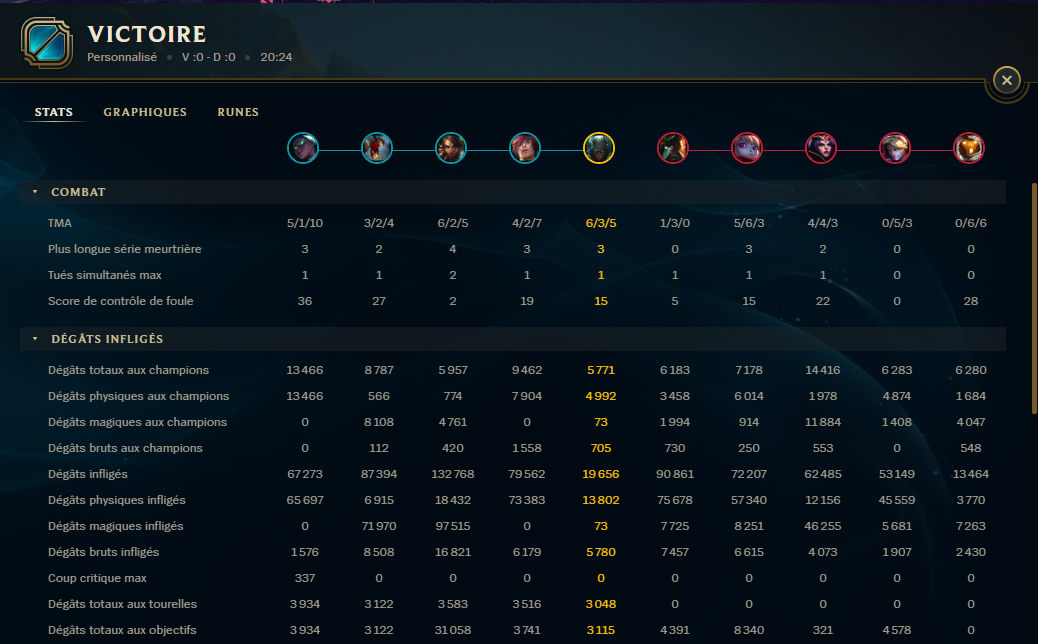 VICTOIRE
Personnalisé • V :0 - D :0 • 20:24
STATS GRAPHIQUES RUNES
COMBAT
TMA 5/1/10 3/2/4 6/2/5 4/2/7 6/3/5 1/3/0 5/6/3 4/4/3 0/5/3 0/6/6
Plus longue série meurtrière 3 2 4 3 3 0 3 2 0 0
Tués simultanés max 1 1 2 1 1 1 1 1 0 0
Score de contrôle de foule 36 27 2 19 15 5 15 22 0 28
DÉGÂTS INFLIGÉS
Dégâts totaux aux champions 13 466 8 787 5 957 9 462 5 771 6 183 7 178 14 416 6 283 6 280
Dégâts physiques aux champions 13 466 566 774 7 904 4 992 3 458 6 014 1 978 4 874 1 684
Dégâts magiques aux champions 0 8 108 4 761 0 73 1 994 914 11 884 1 408 4 047
Dégâts bruts aux champions 0 112 420 1 558 705 730 250 553 0 548
Dégâts infligés 67 273 87 394 132 768 79 562 19 656 90 861 72 207 62 485 53 149 13 464
Dégâts physiques infligés 65 697 6 915 18 432 73 383 13 802 75 678 57 340 12 156 45 559 3 770
Dégâts magiques infligés 0 71 970 97 515 0 73 7 725 8 251 46 255 5 681 7 263
Dégâts bruts infligés 1 576 8 508 16 821 6 179 5 780 7 457 6 615 4 073 1 907 2 430
Coup critique max 337 0 0 0 0 0 0 0 0 0
Dégâts totaux aux tourelles 3 934 3 122 3 583 3 516 3 048 0 0 0 0 0
Dégâts totaux aux objectifs 3 934 3 122 31 058 3 741 3 115 4 391 8 340 321 4 578 0